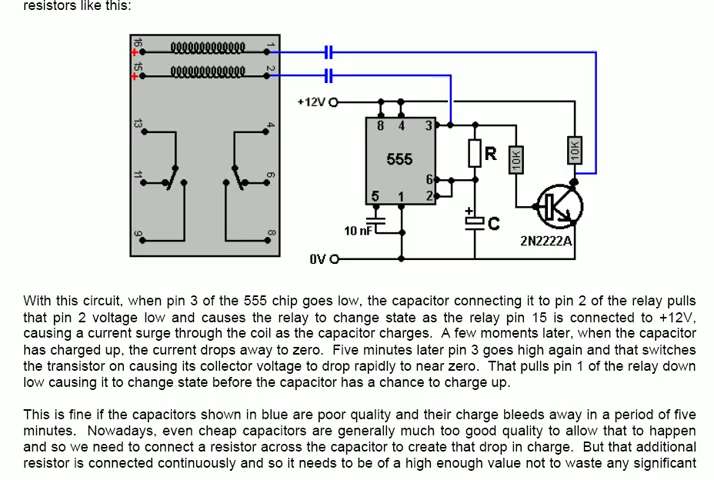 resistors like this:
16 1
+
15 2
+
+12V
13 4
8 4 3
R
10K
10K
555
11 6
6
5 1 2
+
C
10 nF
2N2222A
9 8
0V
With this circuit, when pin 3 of the 555 chip goes low, the capacitor connecting it to pin 2 of the relay pulls
that pin 2 voltage low and causes the relay to change state as the relay pin 15 is connected to +12V,
causing a current surge through the coil as the capacitor charges. A few moments later, when the capacitor
has charged up, the current drops away to zero. Five minutes later pin 3 goes high again and that switches
the transistor on causing its collector voltage to drop rapidly to near zero. That pulls pin 1 of the relay down
low causing it to change state before the capacitor has a chance to charge up.
This is fine if the capacitors shown in blue are poor quality and their charge bleeds away in a period of five
minutes. Nowadays, even cheap capacitors are generally much too good quality to allow that to happen
and so we need to connect a resistor across the capacitor to create that drop in charge. But that additional
resistor is connected continuously and so it needs to be of a high enough value not to waste any significant